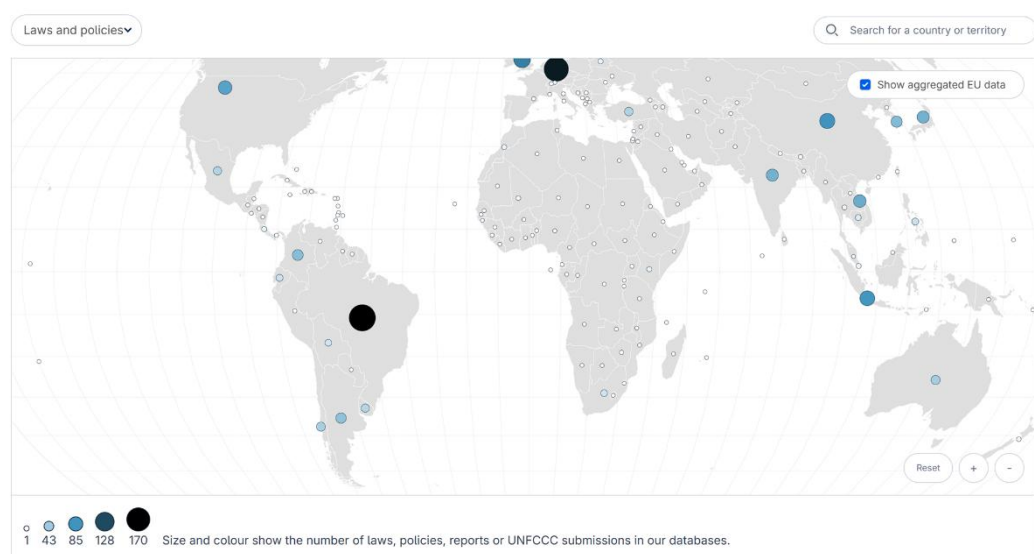 Laws and policies
Search for a country or territory
Show aggregated EU data
Reset + -
1 43 85 128 170 Size and colour show the number of laws, policies, reports or UNFCCC submissions in our databases.